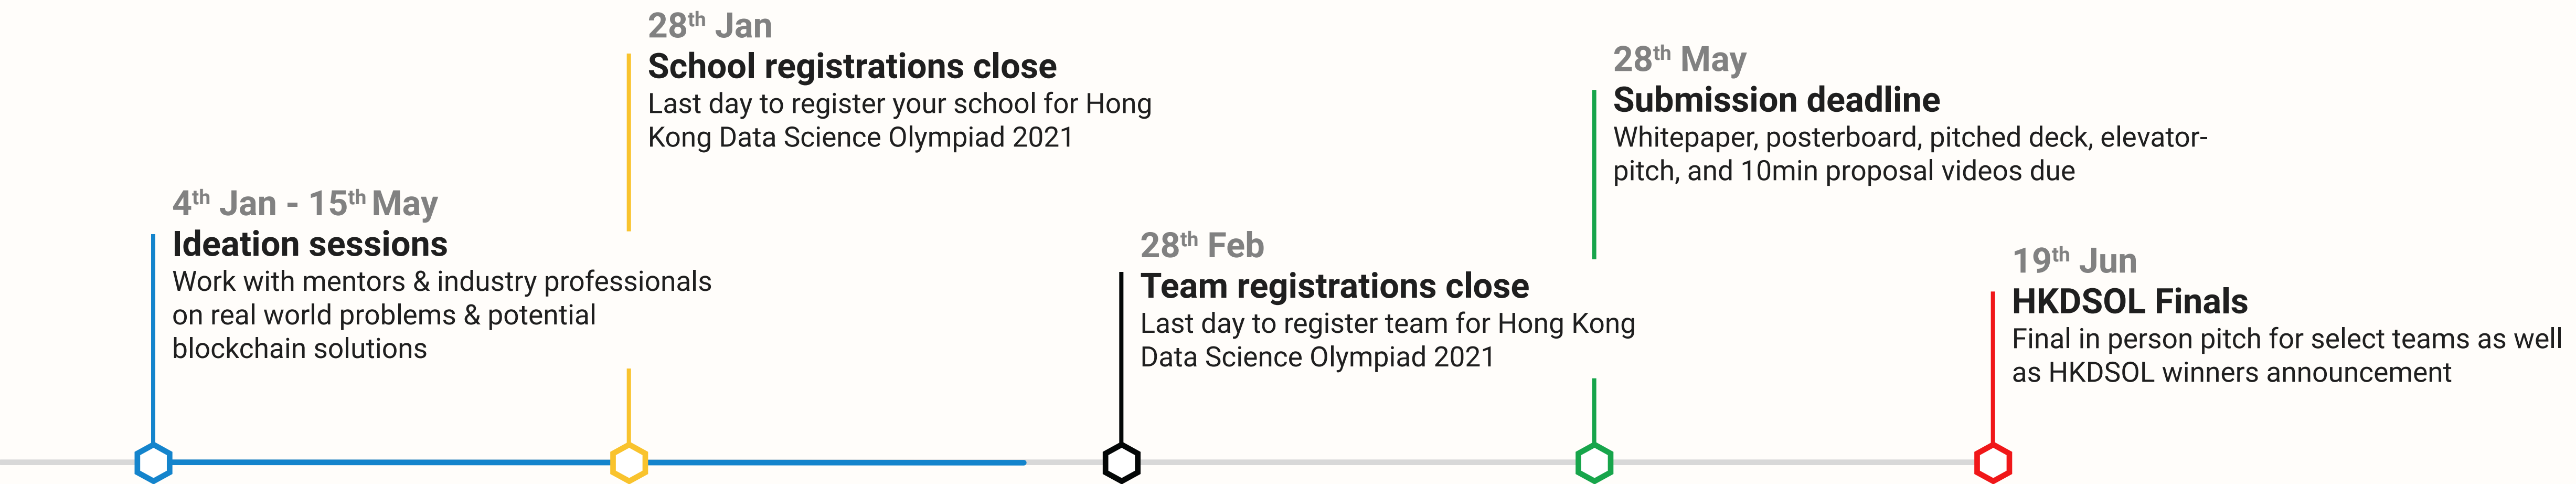 4th Jan - 15th May
Ideation sessions
Work with mentors & industry professionals
on real world problems & potential
blockchain solutions
28th Jan
School registrations close
Last day to register your school for Hong
Kong Data Science Olympiad 2021
28th Feb
Team registrations close
Last day to register team for Hong Kong
Data Science Olympiad 2021
28th May
Submission deadline
Whitepaper, posterboard, pitched deck, elevator-
pitch, and 10min proposal videos due
19th Jun
HKDSOL Finals
Final in person pitch for select teams as well
as HKDSOL winners announcement